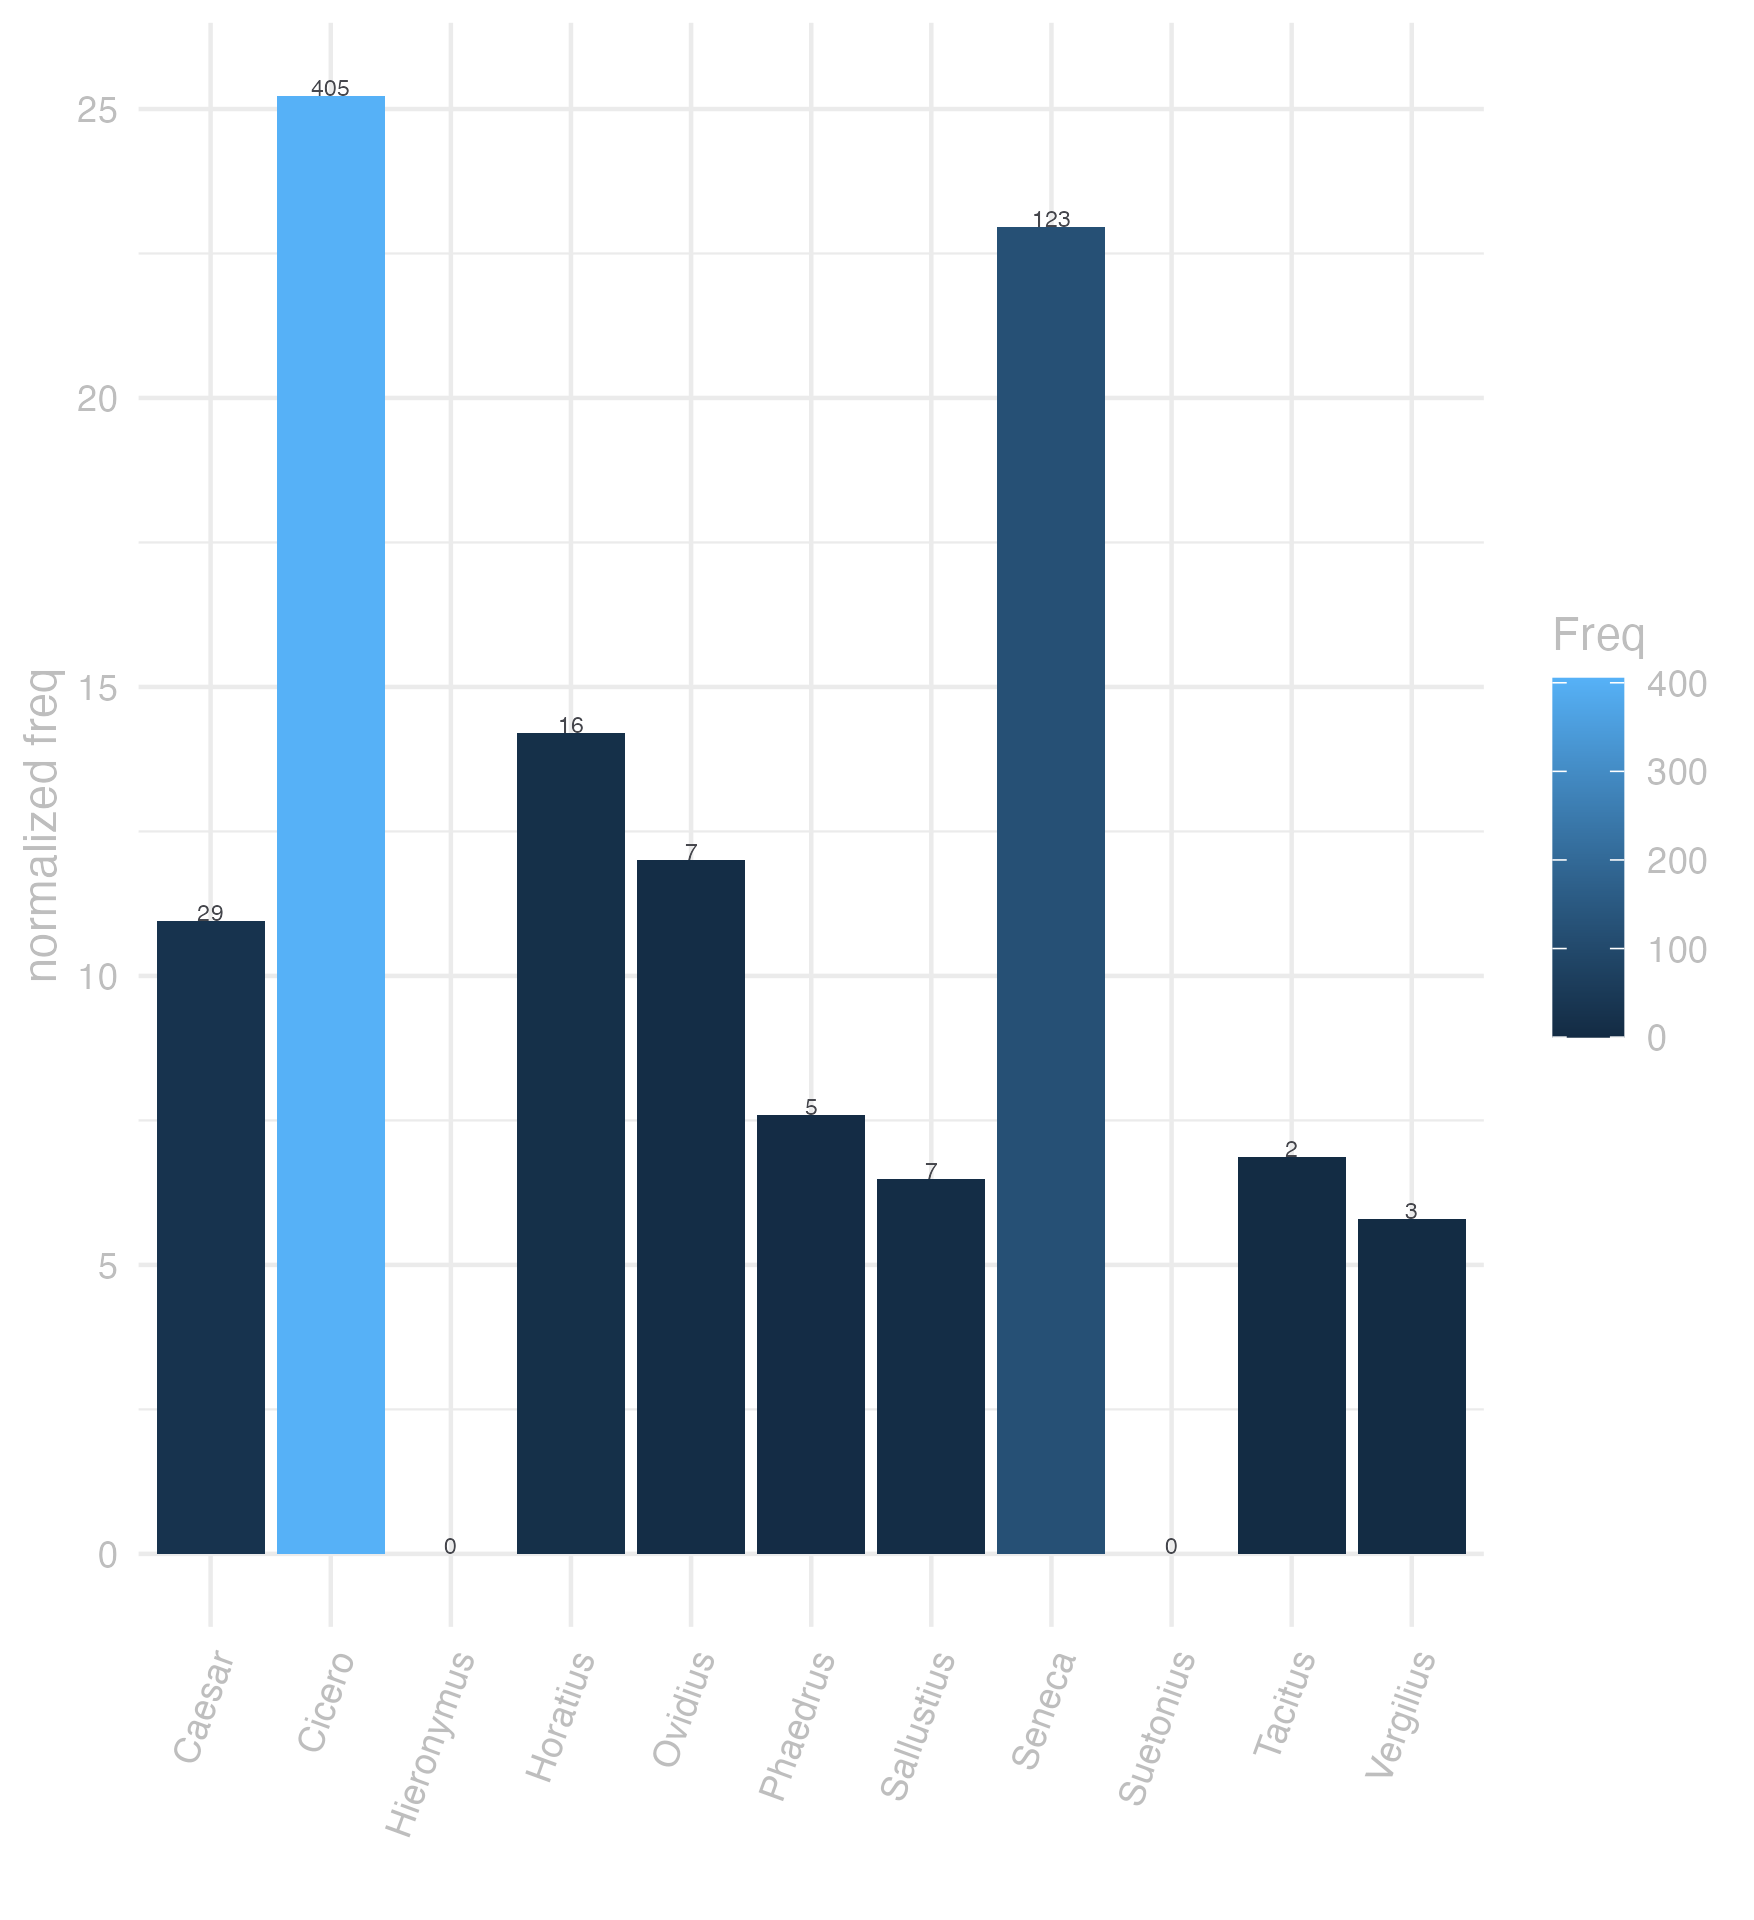 normalized freq
25
20
15
10
5
0
29
405
0
16
7
5
7
123
0
2
3
Caesar
Cicero
Hieronymus
Horatius
Ovidius
Phaedrus
Sallustius
Seneca
Suetonius
Tacitus
Vergilius
Freq
400
300
200
100
0